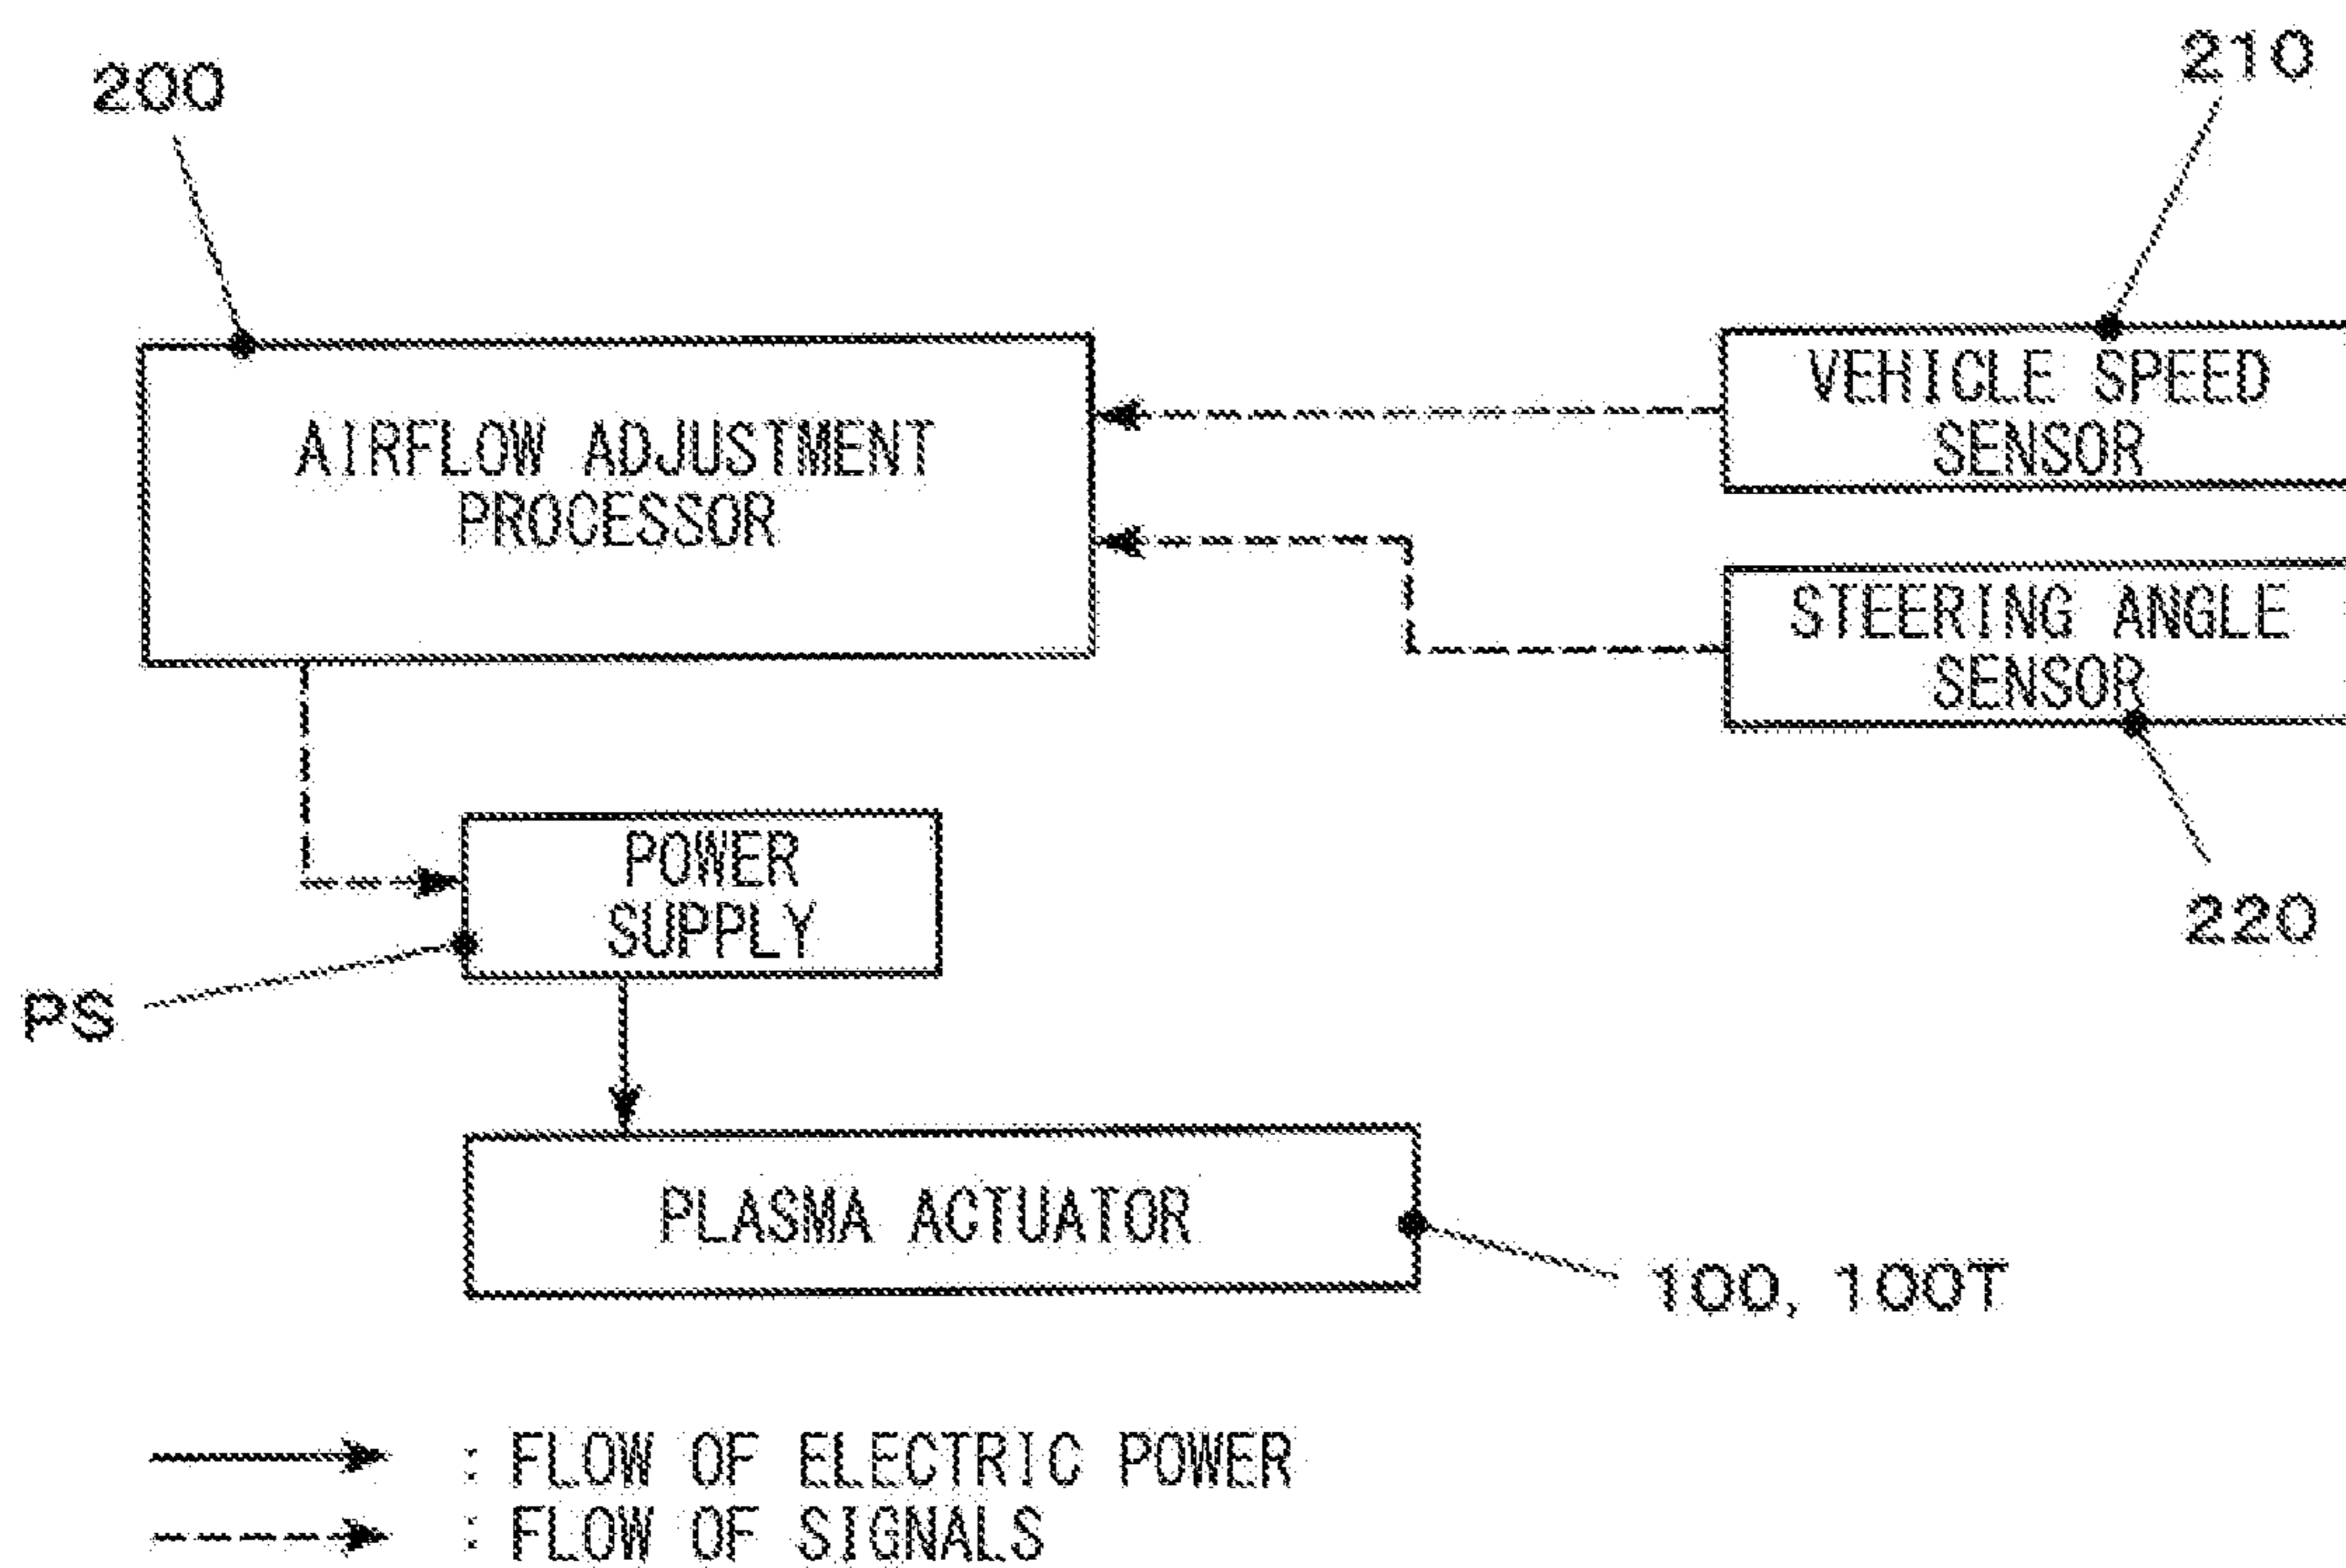 200
210
AIRFLOW ADJUSTMENT
PROCESSOR
VEHICLE SPEED
SENSOR
STEERING ANGLE
SENSOR
220
POWER
SUPPLY
PS
PLASMA ACTUATOR
100, 100T
: FLOW OF ELECTRIC POWER
: FLOW OF SIGNALS